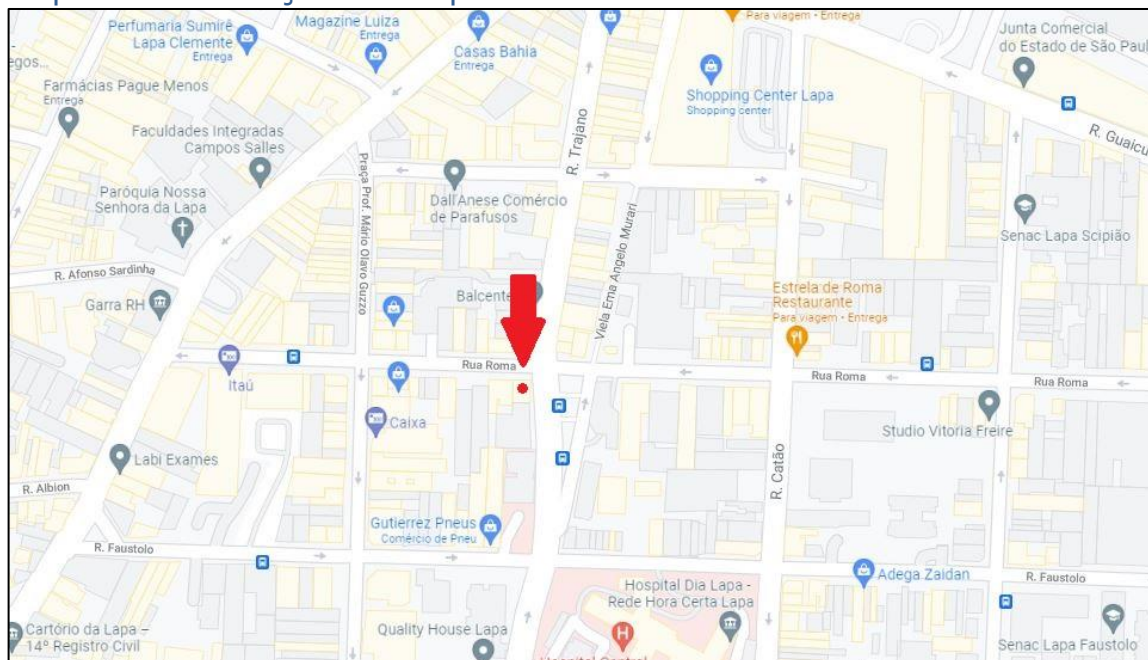 Perfumaria Sumirê
Lapa Clemente
Entrega
Magazine Luiza
Entrega
Casas Bahia
Entrega
Para viagem • Entrega
Junta Comercial
do Estado de São Paul
egos...
Farmácias Pague Menos
Entrega
Shopping Center Lapa
Shopping center
Faculdades Integradas
Campos Salles
R. Trajano
R. Guaicu
Praça Prof. Mário Olavo Guzzo
Paróquia Nossa
Senhora da Lapa
Dall'Anese Comércio
de Parafusos
Viela Ema Angelo Murari
Senac Lapa Scipião
R. Afonso Sardinha
Garra RH
Balcente
Estrela de Roma
Restaurante
Para viagem • Entrega
Rua Roma
Rua Roma
Rua Roma
Itaú
Caixa
Studio Vitoria Freire
Labi Exames
R. Catão
R. Albion
Gutierrez Pneus
Comércio de Pneu
R. Faustolo
Hospital Dia Lapa -
Rede Hora Certa Lapa
Adega Zaidan
R. Faustolo
Cartório da Lapa –
14º Registro Civil
Quality House Lapa
H
Senac Lapa Faustolo